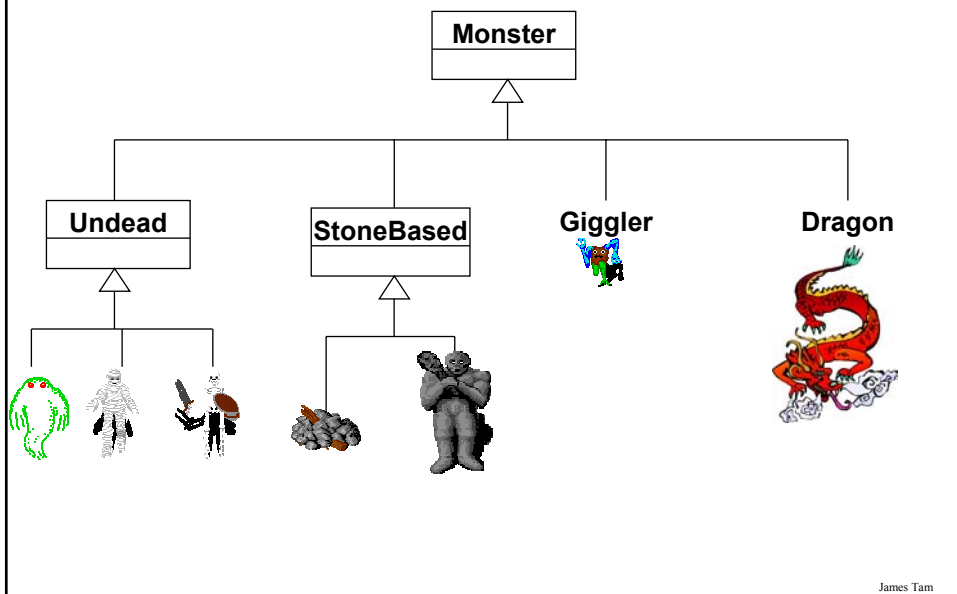 Monster
Undead
StoneBased
Giggler
Dragon
James Tam